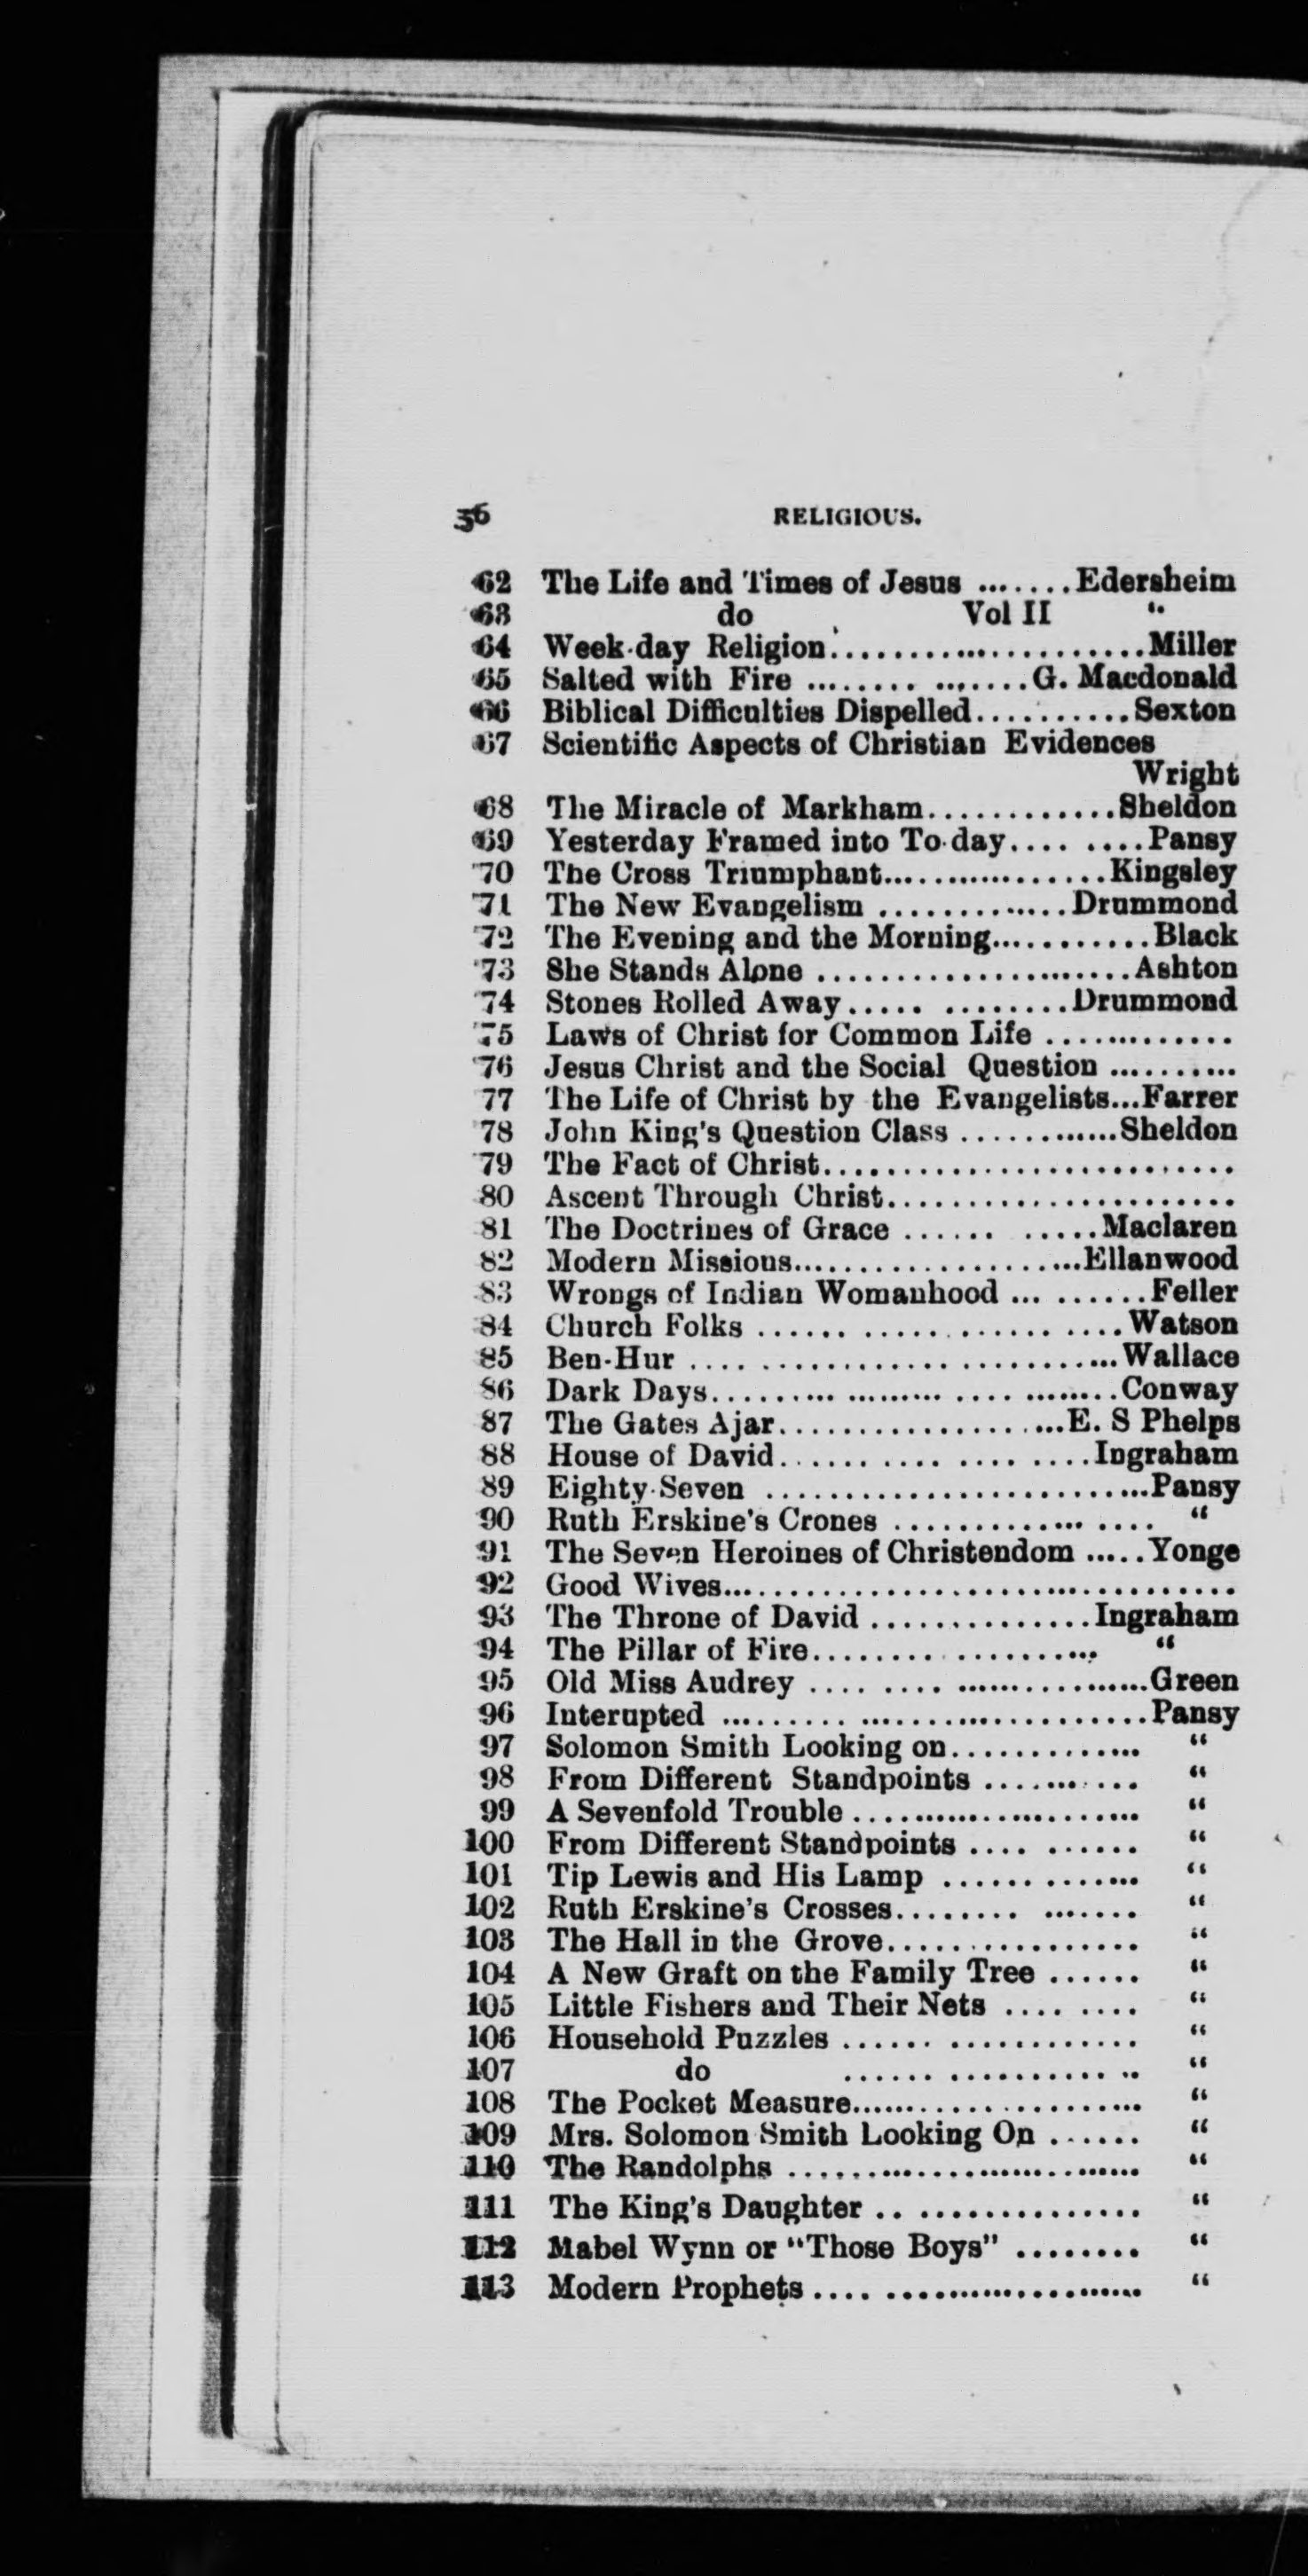 36 RELIGIOUS.
62 The Life and Times of Jesus .......Edersheim
63 do Vol II "
64 Week-day Religion......................Miller
65 Salted with Fire ........ .......G. Macdonald
66 Biblical Difficulties Dispelled..........Sexton
67 Scientific Aspects of Christian Evidences
Wright
68 The Miracle of Markham.............Sheldon
69 Yesterday Framed into To-day.... ....Pansy
70 The Cross Triumphant................Kingsley
71 The New Evangelism .............Drummond
72 The Evening and the Morning...........Black
73 She Stands Alone ......................Ashton
74 Stones Rolled Away..... .........Drummond
75 Laws of Christ for Common Life .............
76 Jesus Christ and the Social Question ..........
77 The Life of Christ by the Evangelists...Farrer
78 John King's Question Class ............Sheldon
79 The Fact of Christ............................
80 Ascent Through Christ........................
81 The Doctrines of Grace ...... .....Maclaren
82 Modern Missions....................Ellanwood
83 Wrongs of Indian Womanhood ... .......Feller
84 Church Folks ...... ............ .....Watson
85 Ben-Hur .... .........................Wallace
86 Dark Days......... ......... .... .........Conway
87 The Gates Ajar....................E. S Phelps
88 House of David.......... .... .....Ingraham
89 Eighty-Seven ...........................Pansy
90 Ruth Erskine's Crones ............... .... "
91 The Seven Heroines of Christendom .....Yonge
92 Good Wives...................................
93 The Throne of David ...............Ingraham
94 The Pillar of Fire........ ........... "
95 Old Miss Audrey .... .... ..............Green
96 Interupted ......... ....................Pansy
97 Solomon Smith Looking on.............. "
98 From Different Standpoints ........... "
99 A Sevenfold Trouble .................... "
100 From Different Standpoints .... ...... "
101 Tip Lewis and His Lamp .............. "
102 Ruth Erskine's Crosses........ ....... "
103 The Hall in the Grove................. "
104 A New Graft on the Family Tree ...... "
105 Little Fishers and Their Nets .... .... "
106 Household Puzzles ...... ............. "
107 do ...... ............ .. "
108 The Pocket Measure.................... "
109 Mrs. Solomon Smith Looking On ...... "
110 The Randolphs ......................... "
111 The King's Daughter .. ............... "
112 Mabel Wynn or "Those Boys" ........ "
113 Modern Prophets .... .................. "